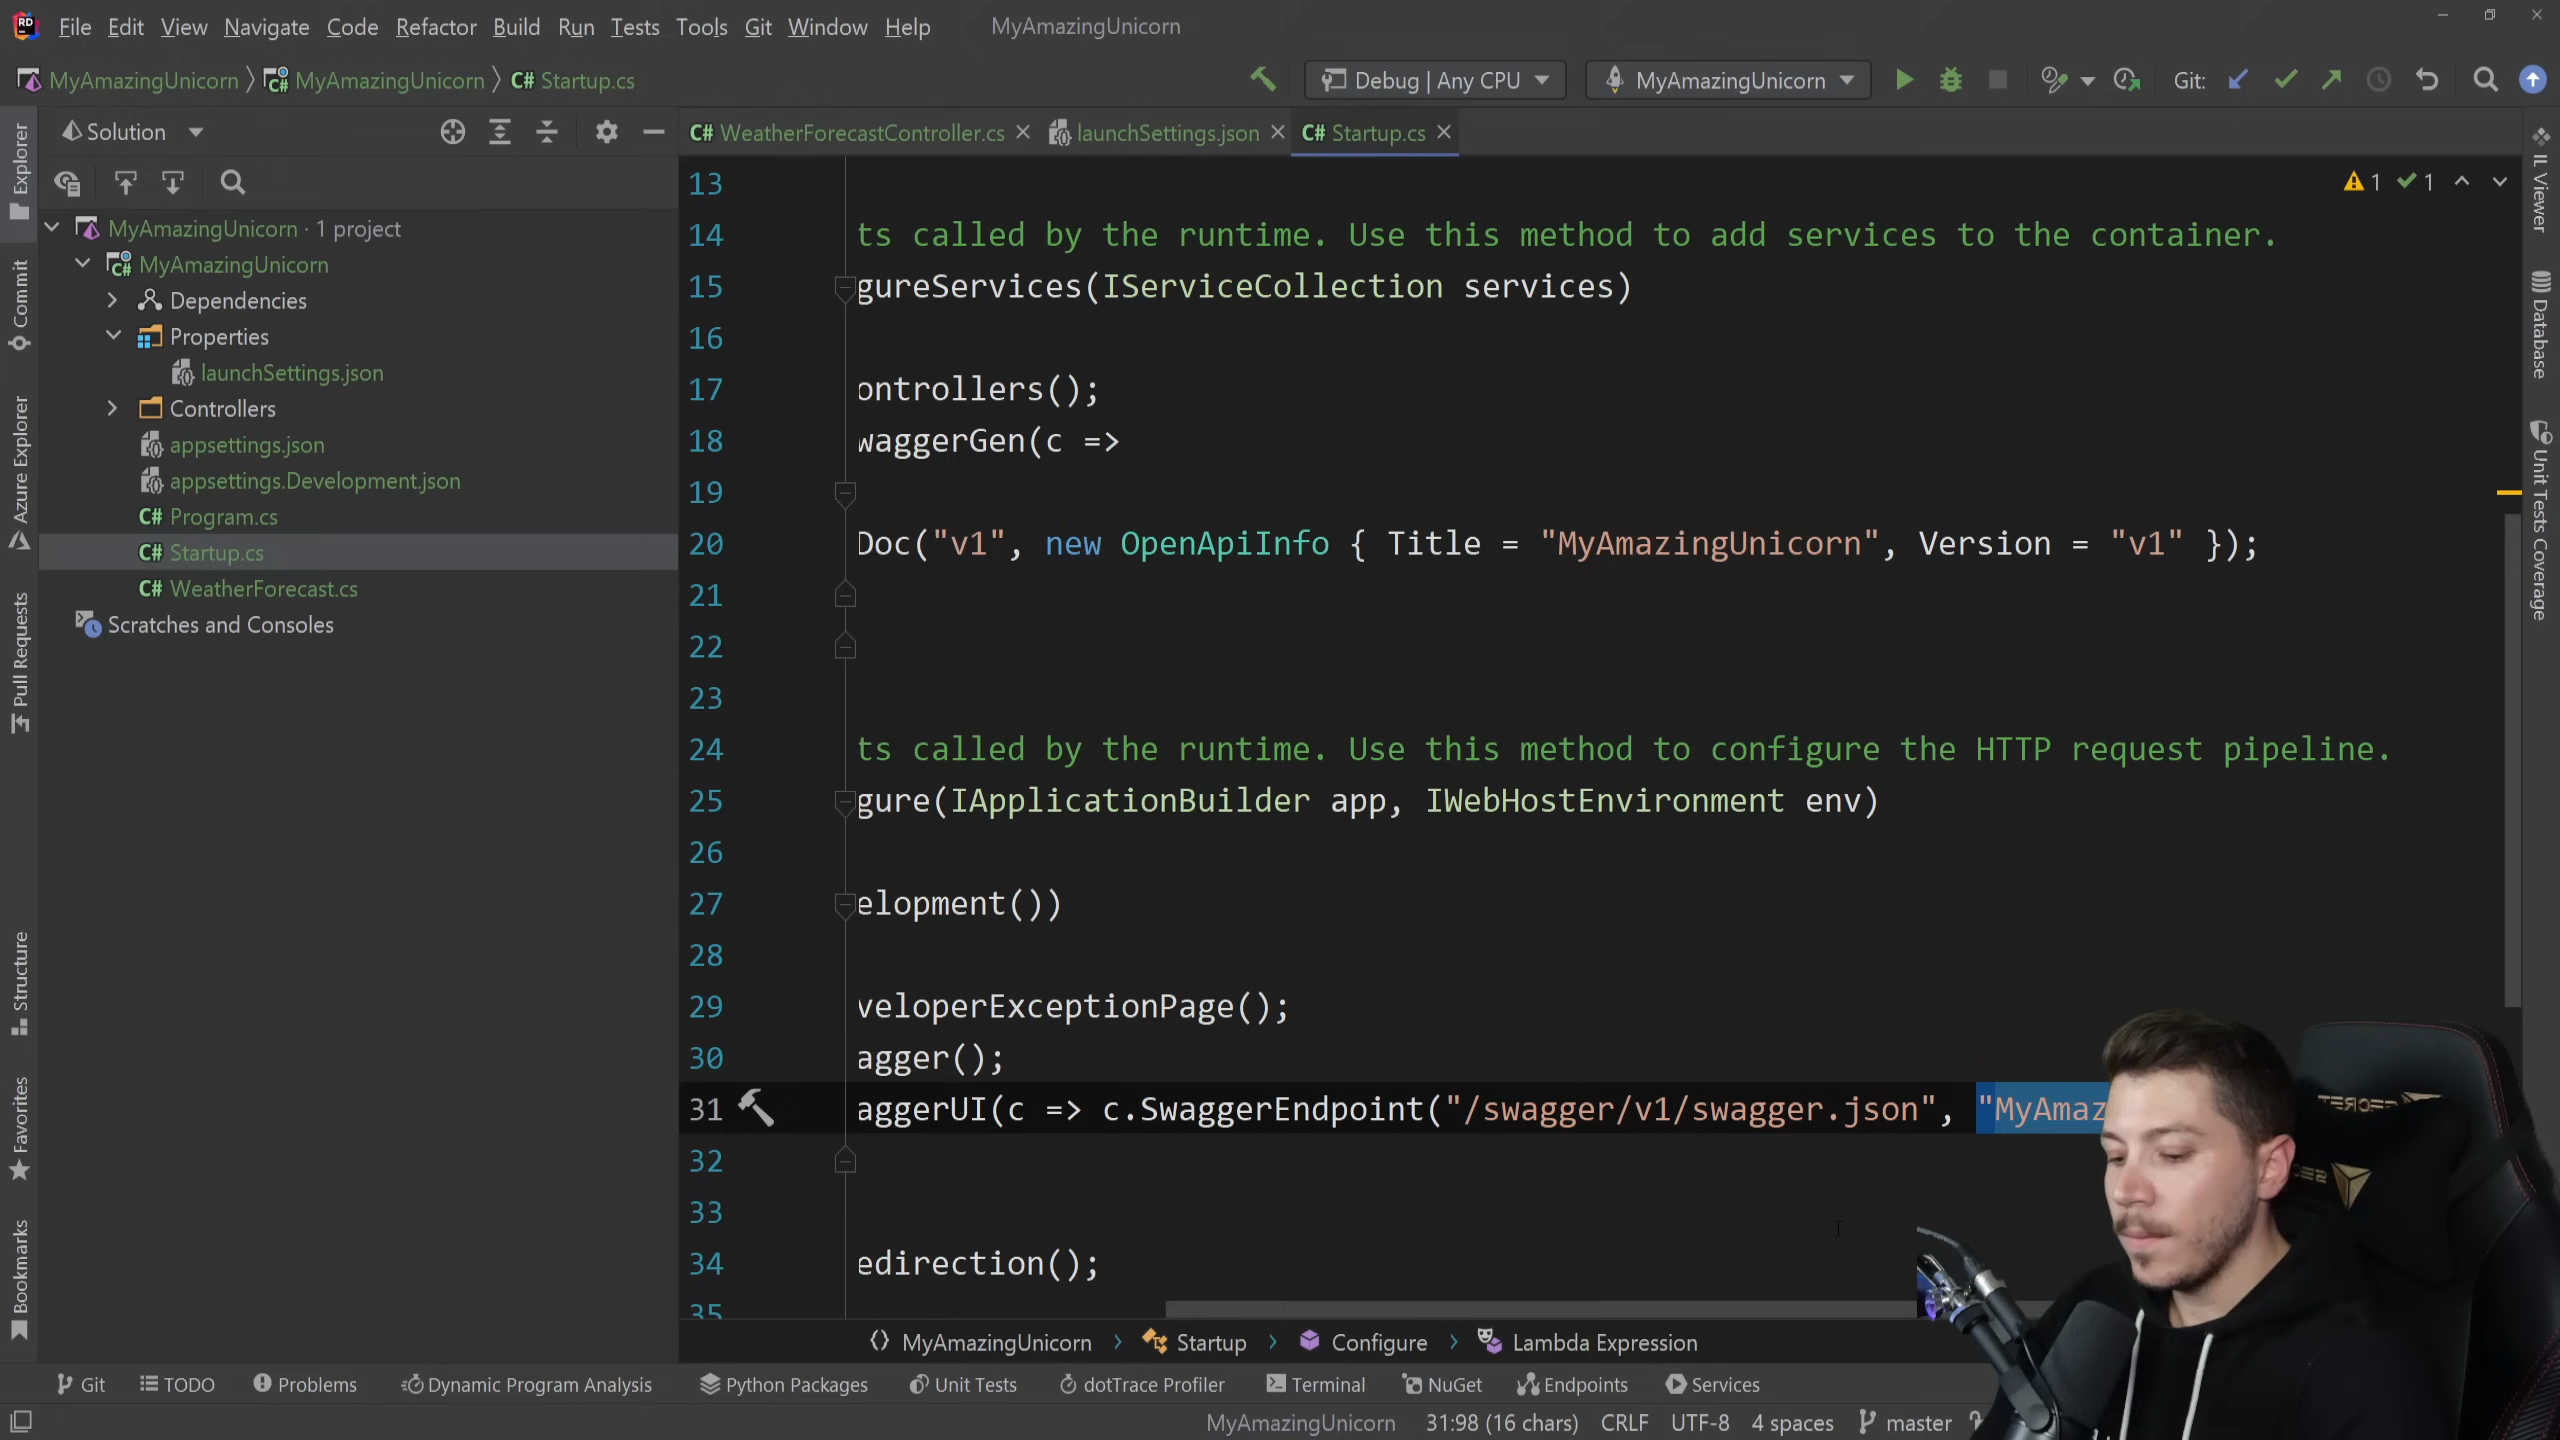 File Edit View Navigate Code Refactor Build Run Tests Tools Git Window Help MyAmazingUnicorn
MyAmazingUnicorn MyAmazingUnicorn C# Startup.cs Debug | Any CPU MyAmazingUnicorn Git:
Solution
C# WeatherForecastController.cs launchSettings.json C# Startup.cs
MyAmazingUnicorn · 1 project
MyAmazingUnicorn
Dependencies
Properties
launchSettings.json
Controllers
appsettings.json
appsettings.Development.json
C# Program.cs
C# Startup.cs
C# WeatherForecast.cs
Scratches and Consoles
Explorer
Commit
Azure Explorer
Pull Requests
Structure
Favorites
Bookmarks
1 1
13
14 ts called by the runtime. Use this method to add services to the container.
15 gureServices(IServiceCollection services)
16
17 ontrollers();
18 waggerGen(c =>
19
20 Doc("v1", new OpenApiInfo { Title = "MyAmazingUnicorn", Version = "v1" });
21
22
23
24 ts called by the runtime. Use this method to configure the HTTP request pipeline.
25 gure(IApplicationBuilder app, IWebHostEnvironment env)
26
27 elopment())
28
29 veloperExceptionPage();
30 agger();
31 aggerUI(c => c.SwaggerEndpoint("/swagger/v1/swagger.json", "MyAmaz
32
33
34 edirection();
35
IL Viewer
Database
Unit Tests Coverage
MyAmazingUnicorn Startup Configure Lambda Expression
Git TODO Problems Dynamic Program Analysis Python Packages Unit Tests dotTrace Profiler Terminal NuGet Endpoints Services
MyAmazingUnicorn 31:98 (16 chars) CRLF UTF-8 4 spaces master